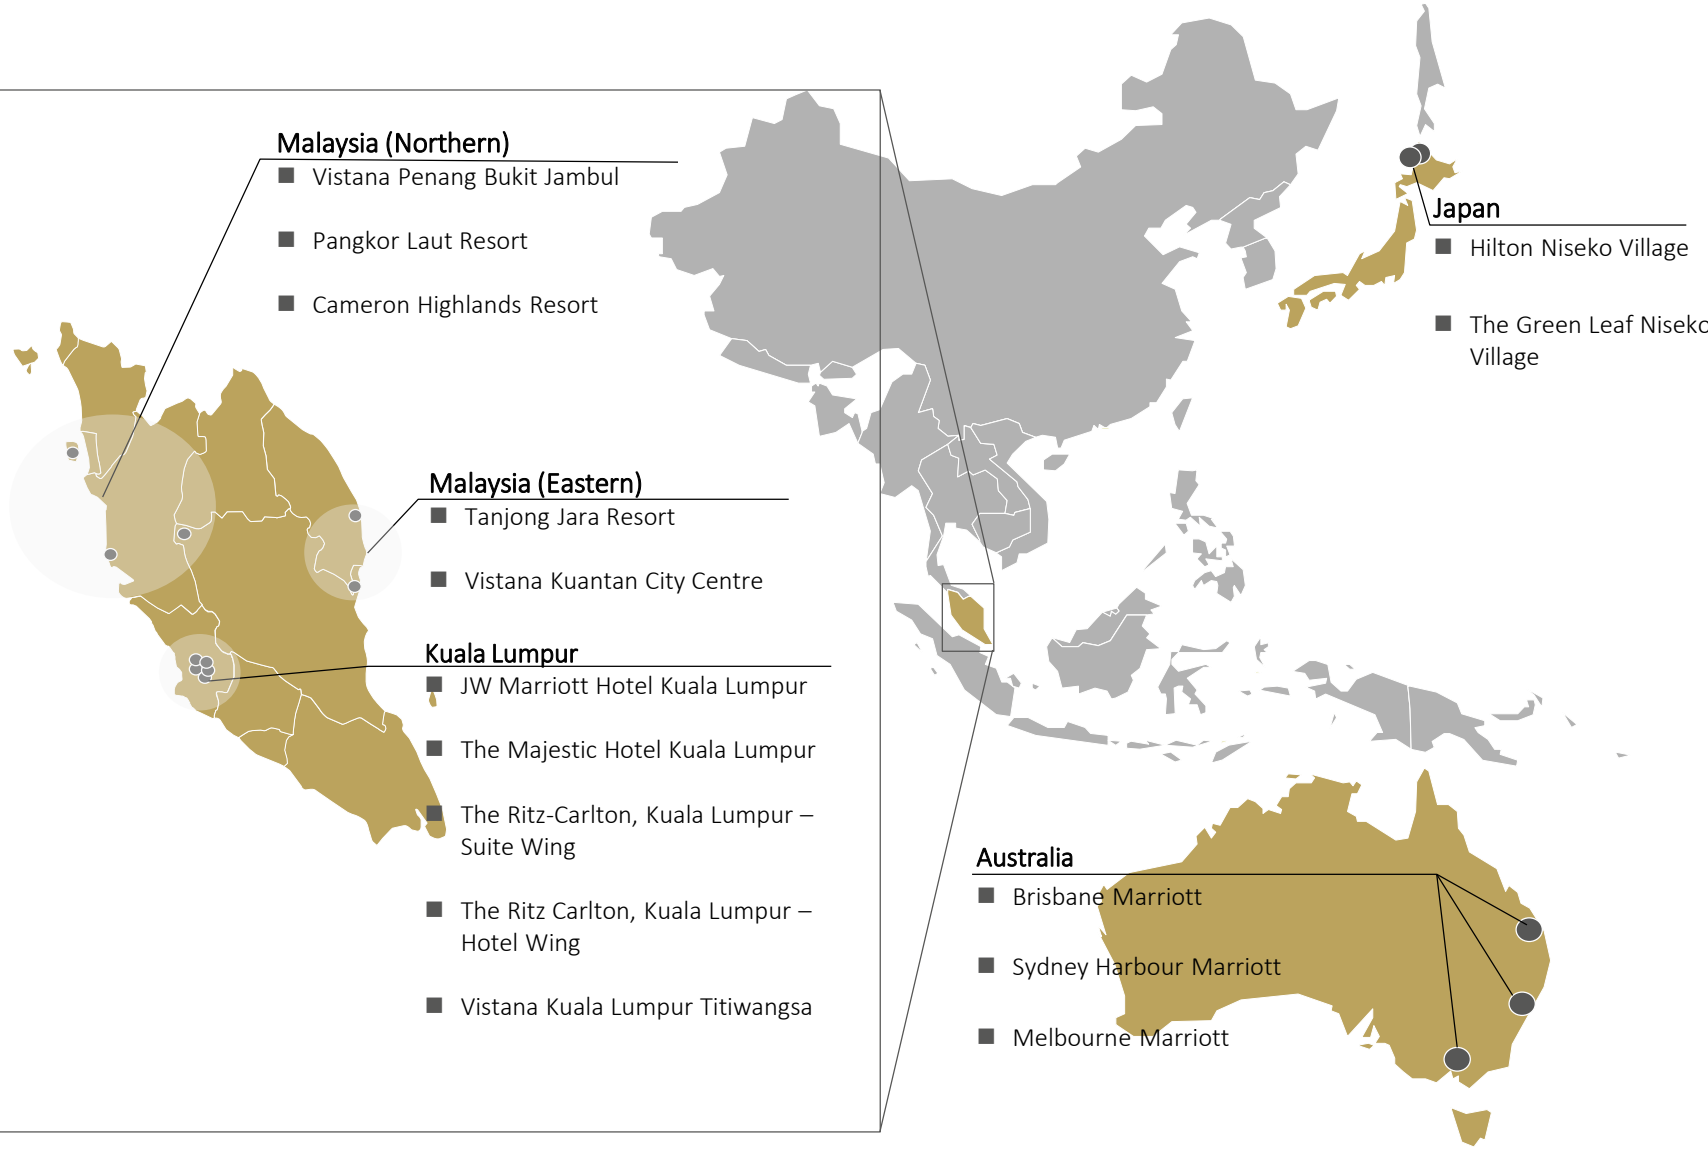 Malaysia (Northern)
Vistana Penang Bukit Jambul
Pangkor Laut Resort
Cameron Highlands Resort
Malaysia (Eastern)
Tanjong Jara Resort
Vistana Kuantan City Centre
Kuala Lumpur
JW Marriott Hotel Kuala Lumpur
The Majestic Hotel Kuala Lumpur
The Ritz-Carlton, Kuala Lumpur –
Suite Wing
The Ritz Carlton, Kuala Lumpur –
Hotel Wing
Vistana Kuala Lumpur Titiwangsa
Japan
Hilton Niseko Village
The Green Leaf Niseko
Village
Australia
Brisbane Marriott
Sydney Harbour Marriott
Melbourne Marriott